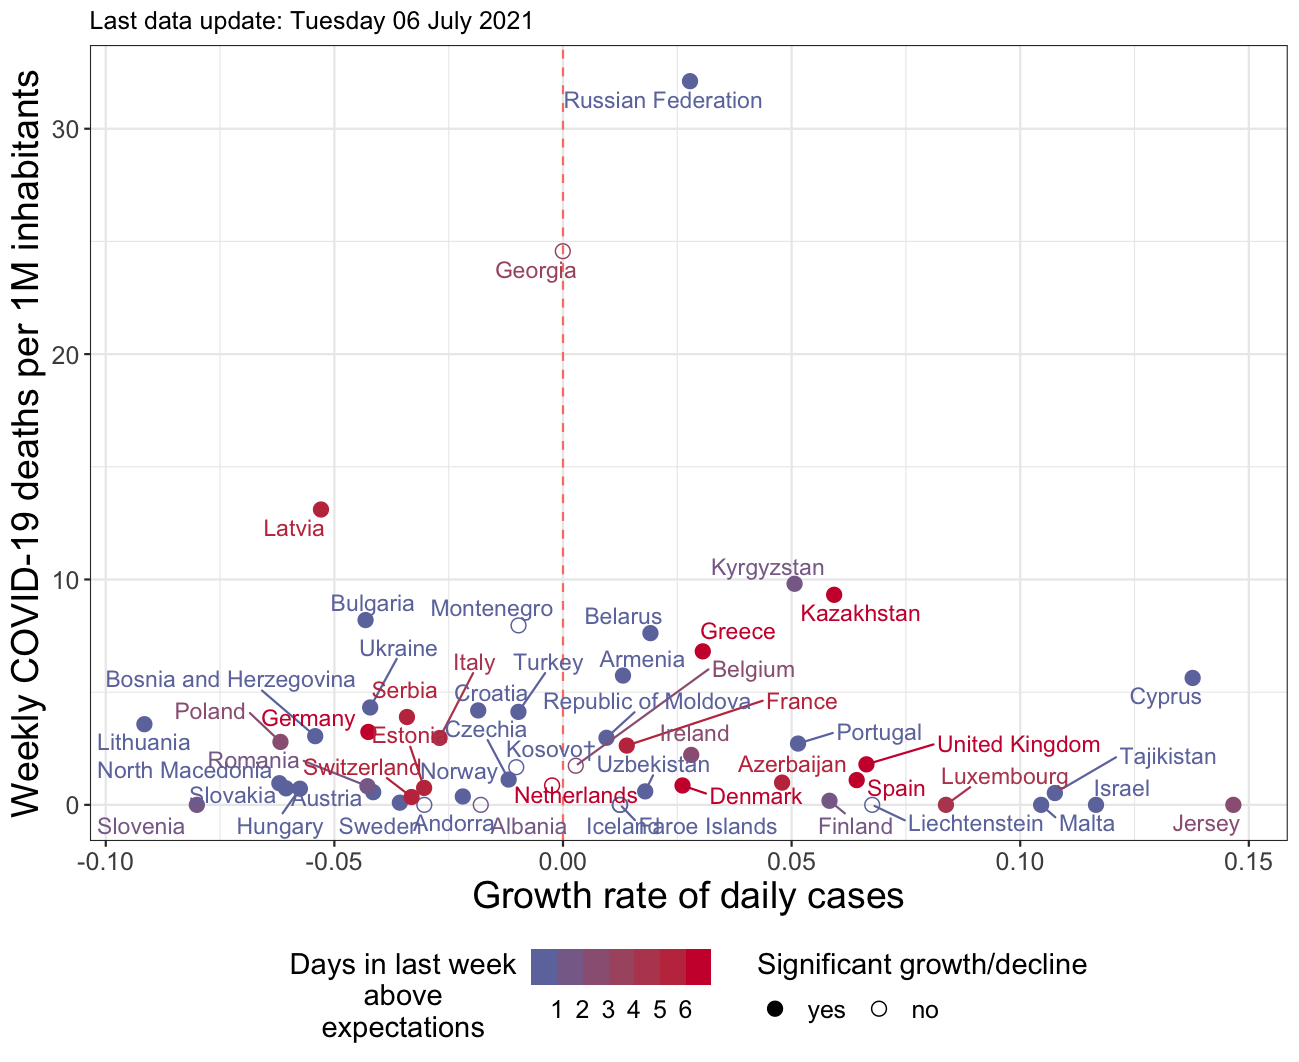 Last data update: Tuesday 06 July 2021
Weekly COVID-19 deaths per 1M inhabitants
30
20
10
0
Russian Federation
Georgia
Latvia
Kyrgyzstan
Kazakhstan
Bulgaria
Montenegro
Belarus
Greece
Ukraine
Italy
Turkey
Armenia
Belgium
Bosnia and Herzegovina
Serbia
Croatia
Republic of Moldova
France
Cyprus
Poland
Germany
Estonia
Czechia
Ireland
Portugal
Lithuania
Kosovo†
United Kingdom
Romania
Switzerland
Norway
Uzbekistan
Azerbaijan
Tajikistan
North Macedonia
Luxembourg
Slovakia
Austria
Netherlands
Denmark
Spain
Israel
Slovenia
Hungary
Sweden
Andorra
Albania
Iceland
Faroe Islands
Finland
Liechtenstein
Malta
Jersey
-0.10
-0.05
0.00
0.05
0.10
0.15
Growth rate of daily cases
Days in last week
above
expectations
1 2 3 4 5 6
Significant growth/decline
yes
no